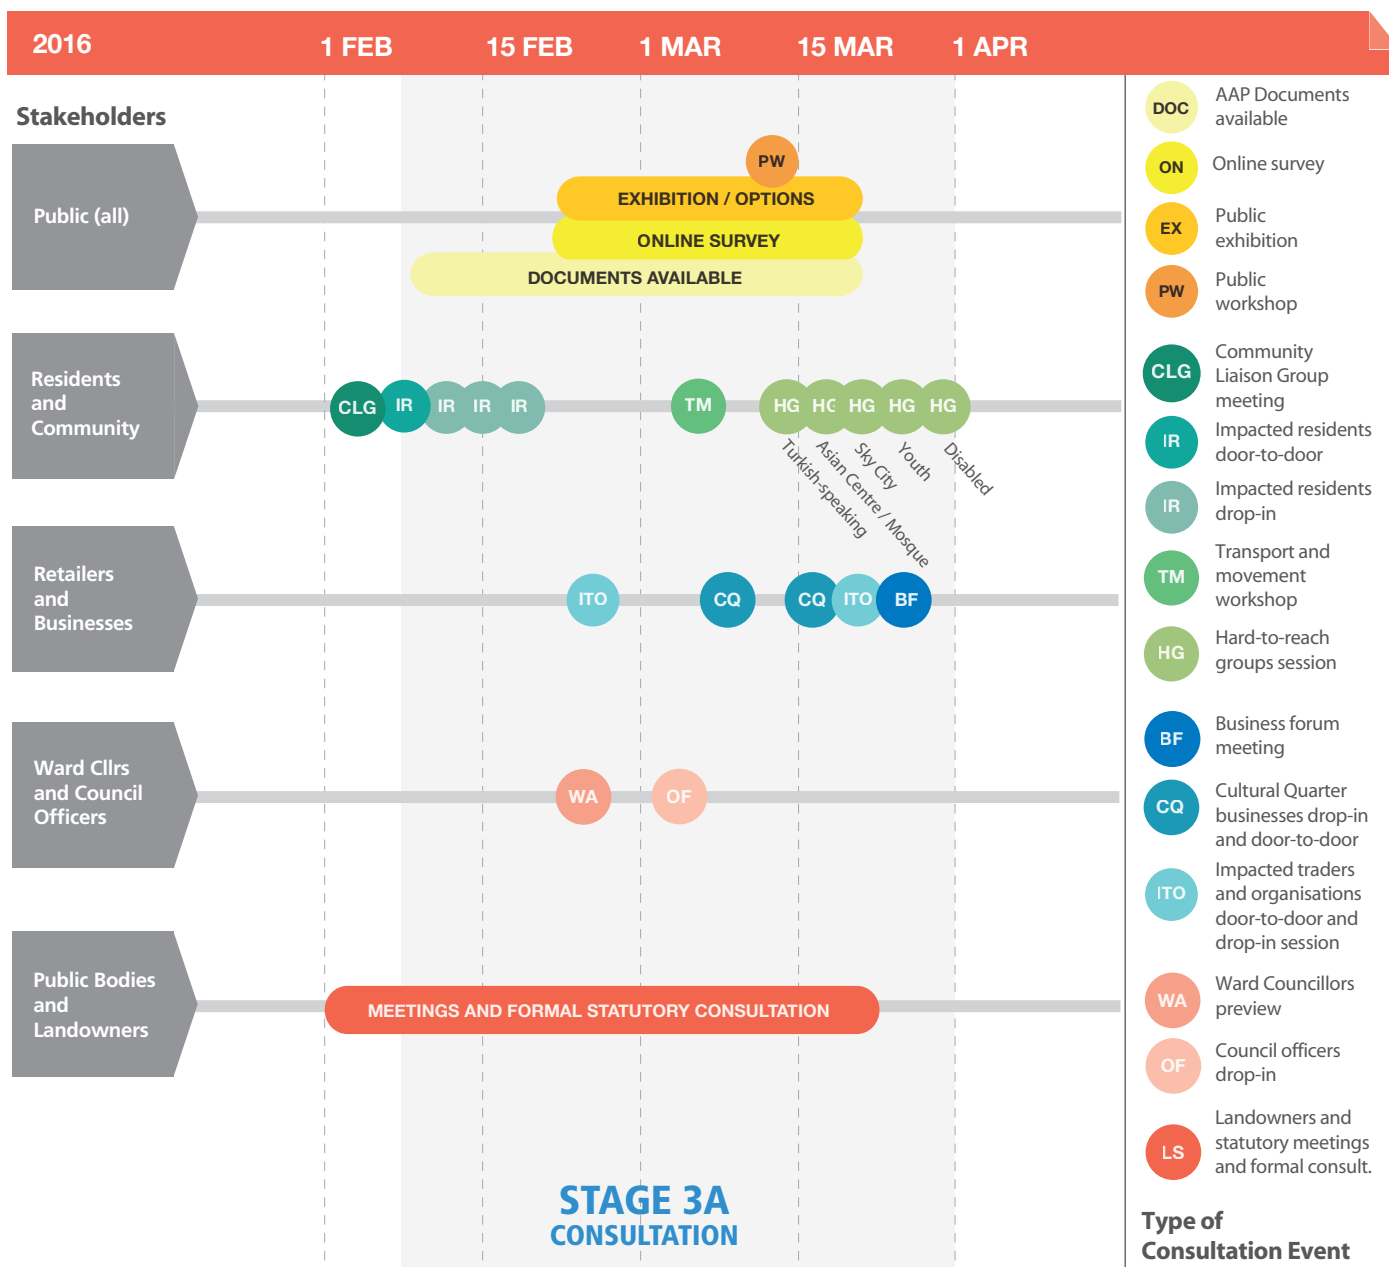 2016
1 FEB
15 FEB
1 MAR
15 MAR
1 APR
Stakeholders
Public (all)
PW
EXHIBITION / OPTIONS
ONLINE SURVEY
DOCUMENTS AVAILABLE
Residents
and
Community
CLG
IR
IR
IR
IR
TM
HG
HG
HG
HG
HG
Turkish-speaking
Asian Centre / Mosque
Sky City
Youth
Disabled
Retailers
and
Businesses
ITO
CQ
CQ
ITO
BF
Ward Cllrs
and Council
Officers
WA
OF
Public Bodies
and
Landowners
MEETINGS AND FORMAL STATUTORY CONSULTATION
STAGE 3A
CONSULTATION
DOC
AAP Documents
available
ON
Online survey
EX
Public
exhibition
PW
Public
workshop
CLG
Community
Liaison Group
meeting
IR
Impacted residents
door-to-door
IR
Impacted residents
drop-in
TM
Transport and
movement
workshop
HG
Hard-to-reach
groups session
BF
Business forum
meeting
CQ
Cultural Quarter
businesses drop-in
and door-to-door
ITO
Impacted traders
and organisations
door-to-door and
drop-in session
WA
Ward Councillors
preview
OF
Council officers
drop-in
LS
Landowners and
statutory meetings
and formal consult.
Type of
Consultation Event